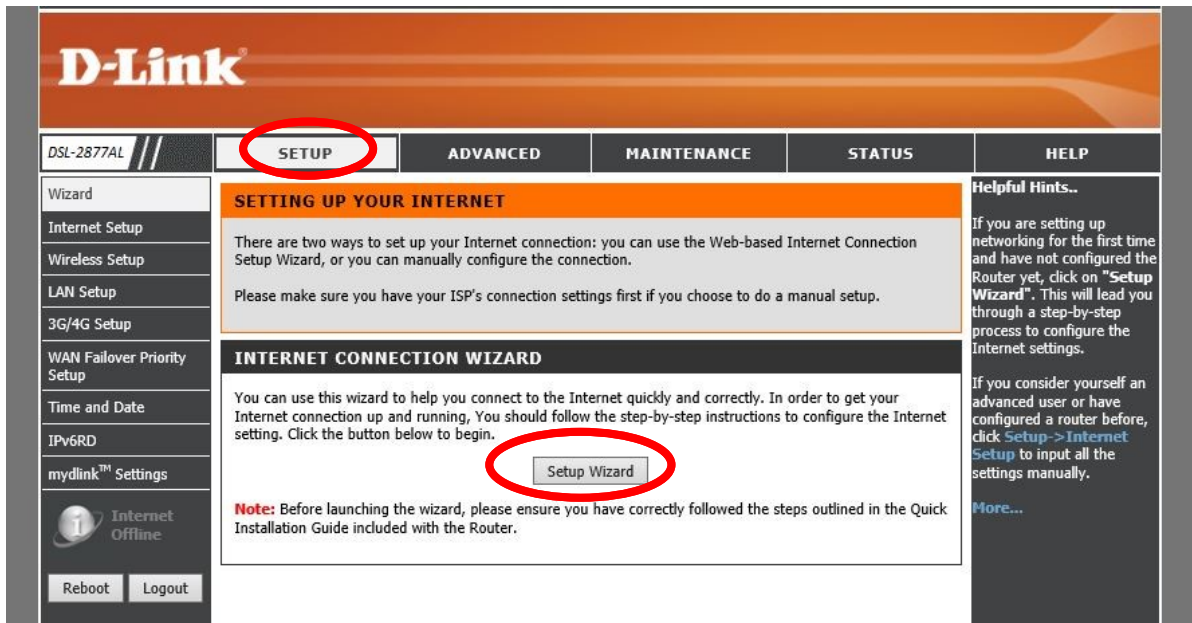 D-Link
DSL-2877AL
SETUP
ADVANCED
MAINTENANCE
STATUS
HELP
Wizard
Internet Setup
Wireless Setup
LAN Setup
3G/4G Setup
WAN Failover Priority
Setup
Time and Date
IPv6RD
mydlink™ Settings
Internet
Offline
Reboot
Logout
SETTING UP YOUR INTERNET
There are two ways to set up your Internet connection: you can use the Web-based Internet Connection
Setup Wizard, or you can manually configure the connection.
Please make sure you have your ISP's connection settings first if you choose to do a manual setup.
INTERNET CONNECTION WIZARD
You can use this wizard to help you connect to the Internet quickly and correctly. In order to get your
Internet connection up and running, You should follow the step-by-step instructions to configure the Internet
setting. Click the button below to begin.
Setup Wizard
Note: Before launching the wizard, please ensure you have correctly followed the steps outlined in the Quick
Installation Guide included with the Router.
Helpful Hints..
If you are setting up
networking for the first time
and have not configured the
Router yet, click on "Setup
Wizard". This will lead you
through a step-by-step
process to configure the
Internet settings.
If you consider yourself an
advanced user or have
configured a router before,
click Setup->Internet
Setup to input all the
settings manually.
More...